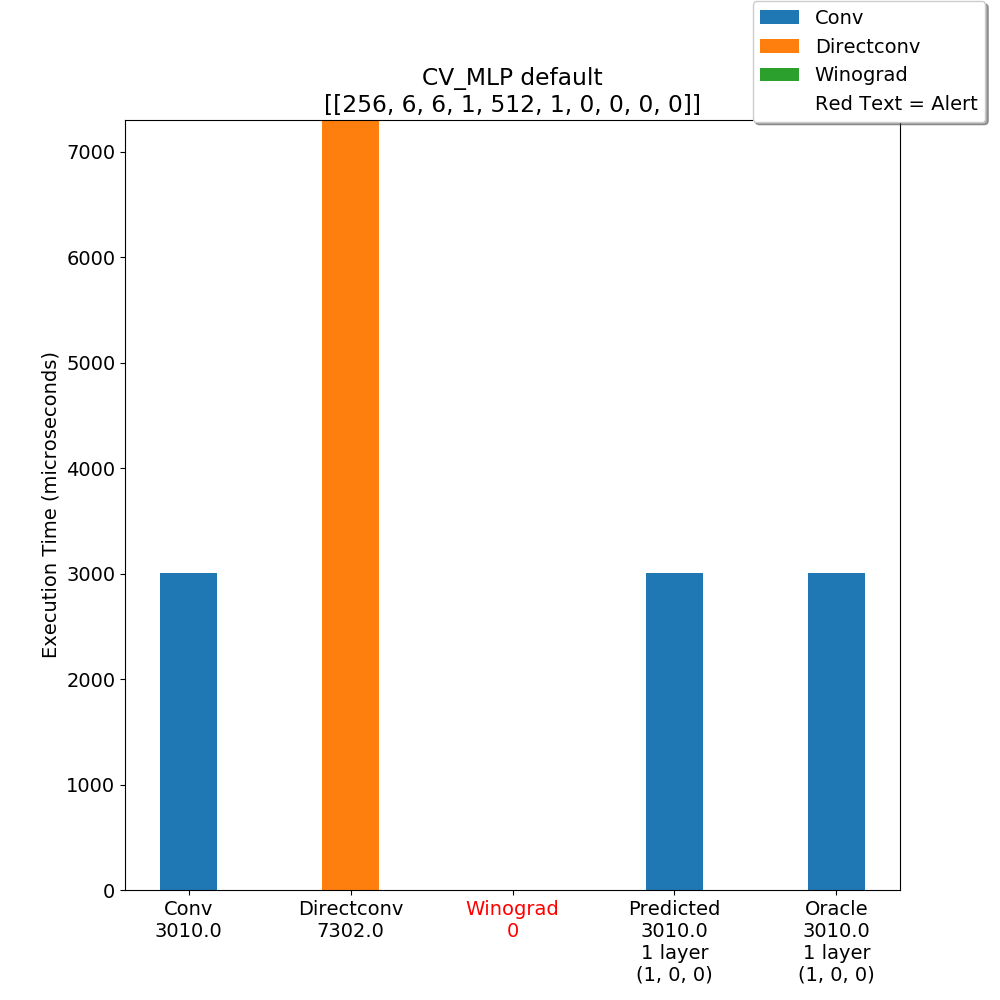 Conv
Directconv
Winograd
Red Text = Alert
CV_MLP default
[[256, 6, 6, 1, 512, 1, 0, 0, 0, 0]]
Execution Time (microseconds)
7000
6000
5000
4000
3000
2000
1000
0
Conv
3010.0
Directconv
7302.0
Winograd
0
Predicted
3010.0
1 layer
(1, 0, 0)
Oracle
3010.0
1 layer
(1, 0, 0)